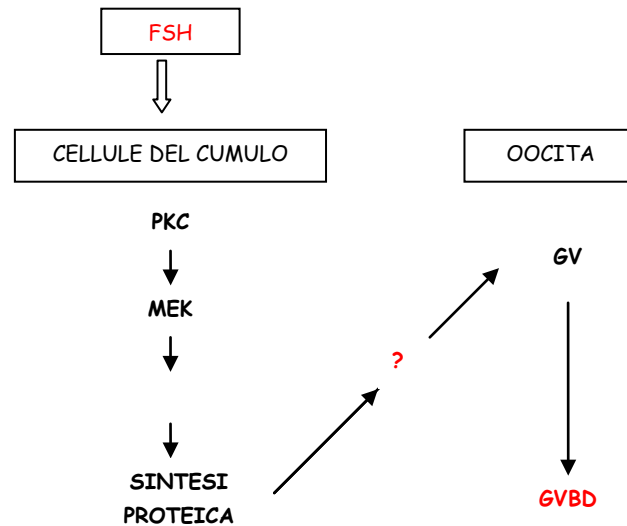 FSH
CELLULE DEL CUMULO
OOCITA
PKC
GV
MEK
?
SINTESI
PROTEICA
GVBD